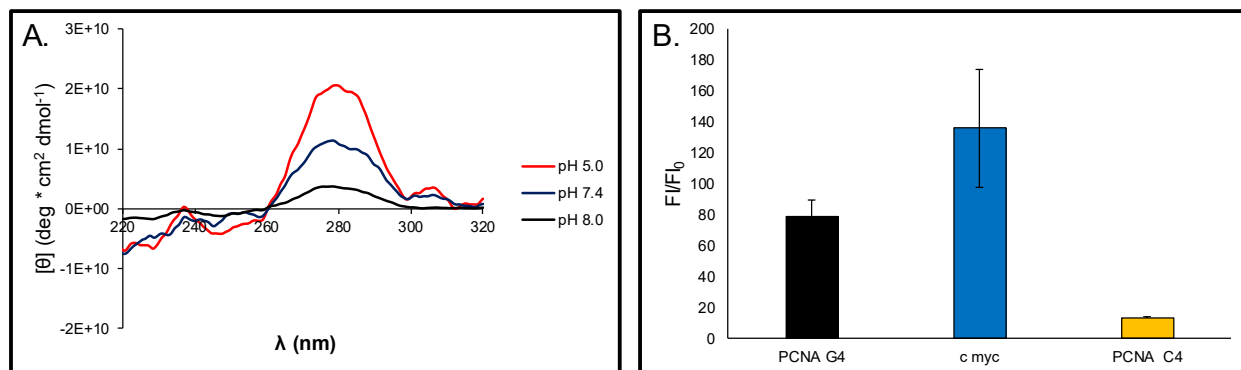 A.
3E+10
2E+10
1E+10
0E+00
-1E+10
-2E+10
220
240
260
280
300
320
[θ] (deg * cm² dmol⁻¹)
λ (nm)
pH 5.0
pH 7.4
pH 8.0
B.
200
180
160
140
120
100
80
60
40
20
0
FI/FI₀
PCNA G4
c myc
PCNA C4